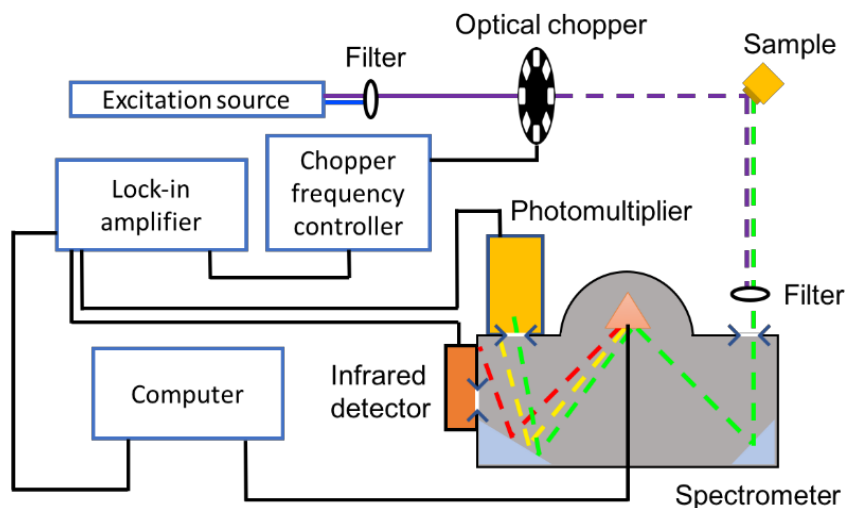 Optical chopper
Sample
Filter
Excitation source
Chopper
frequency
controller
Lock-in
amplifier
Photomultiplier
Filter
Infrared
detector
Computer
Spectrometer